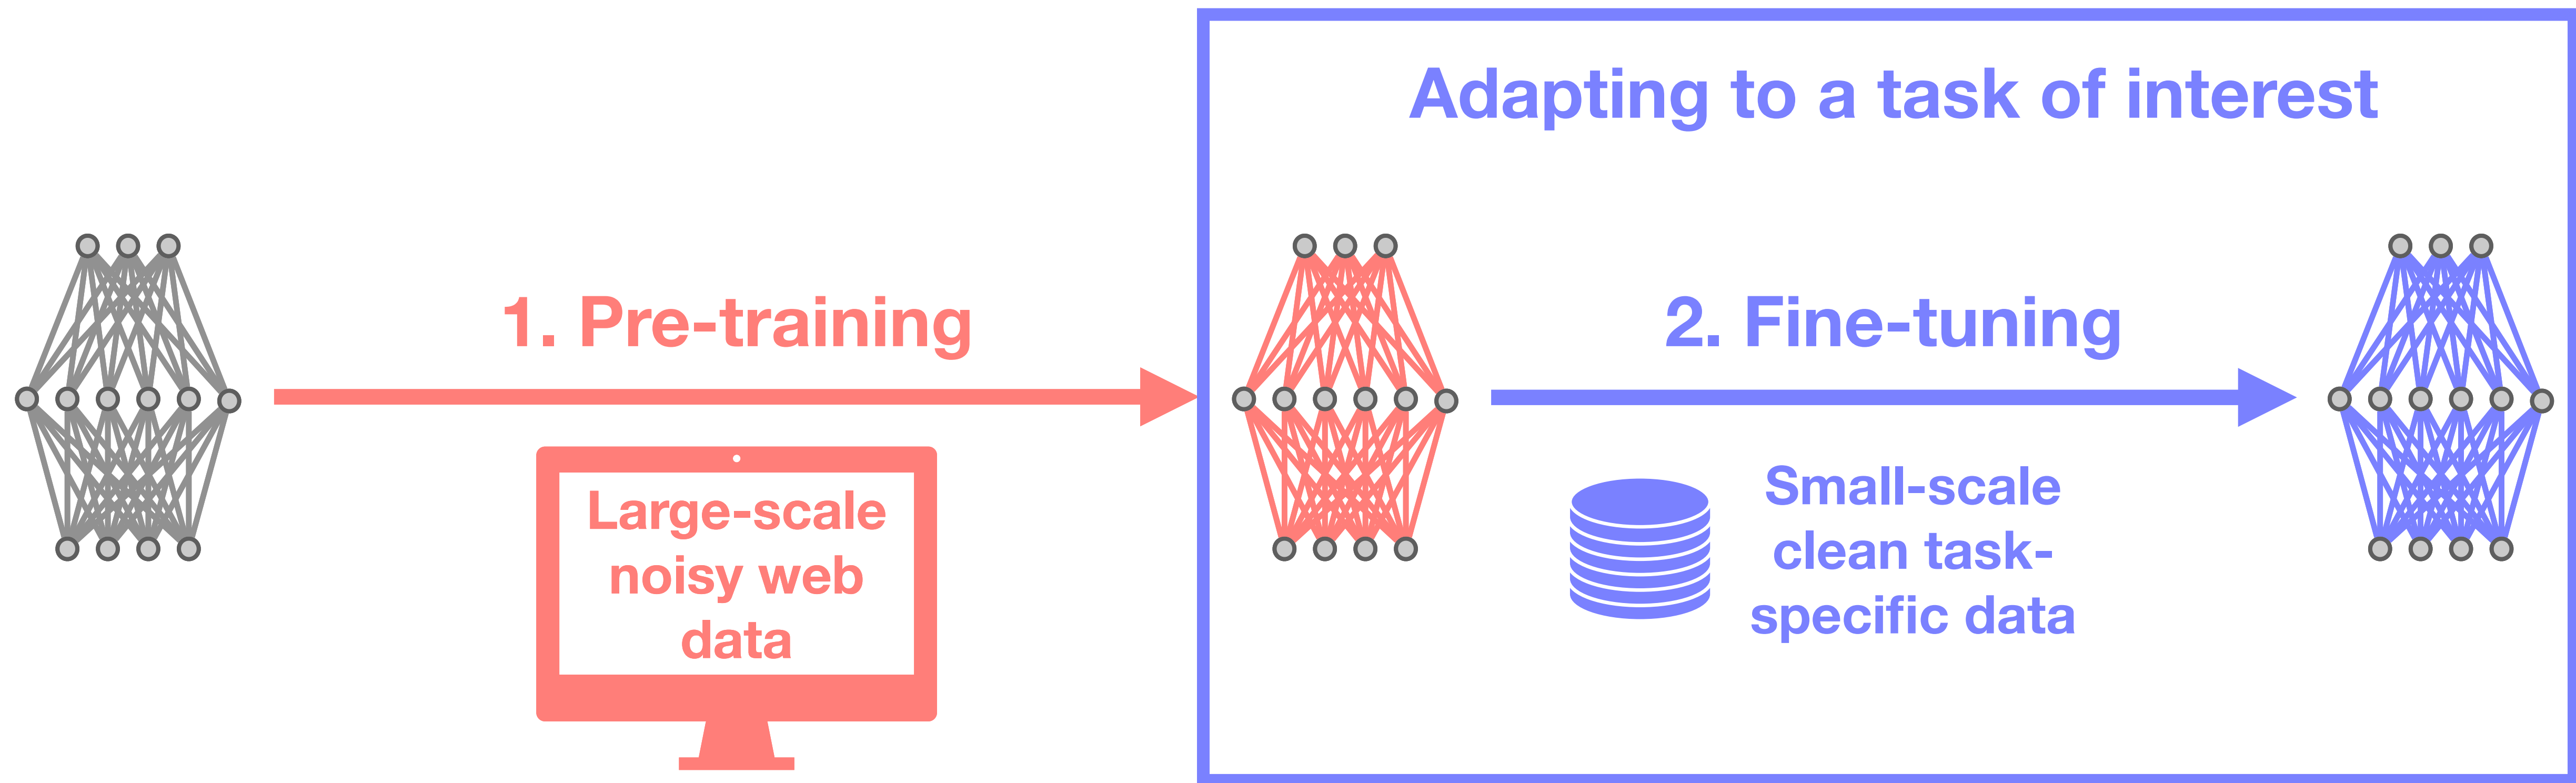 Adapting to a task of interest
1. Pre-training
2. Fine-tuning
Large-scale
noisy web
data
Small-scale
clean task-
specific data